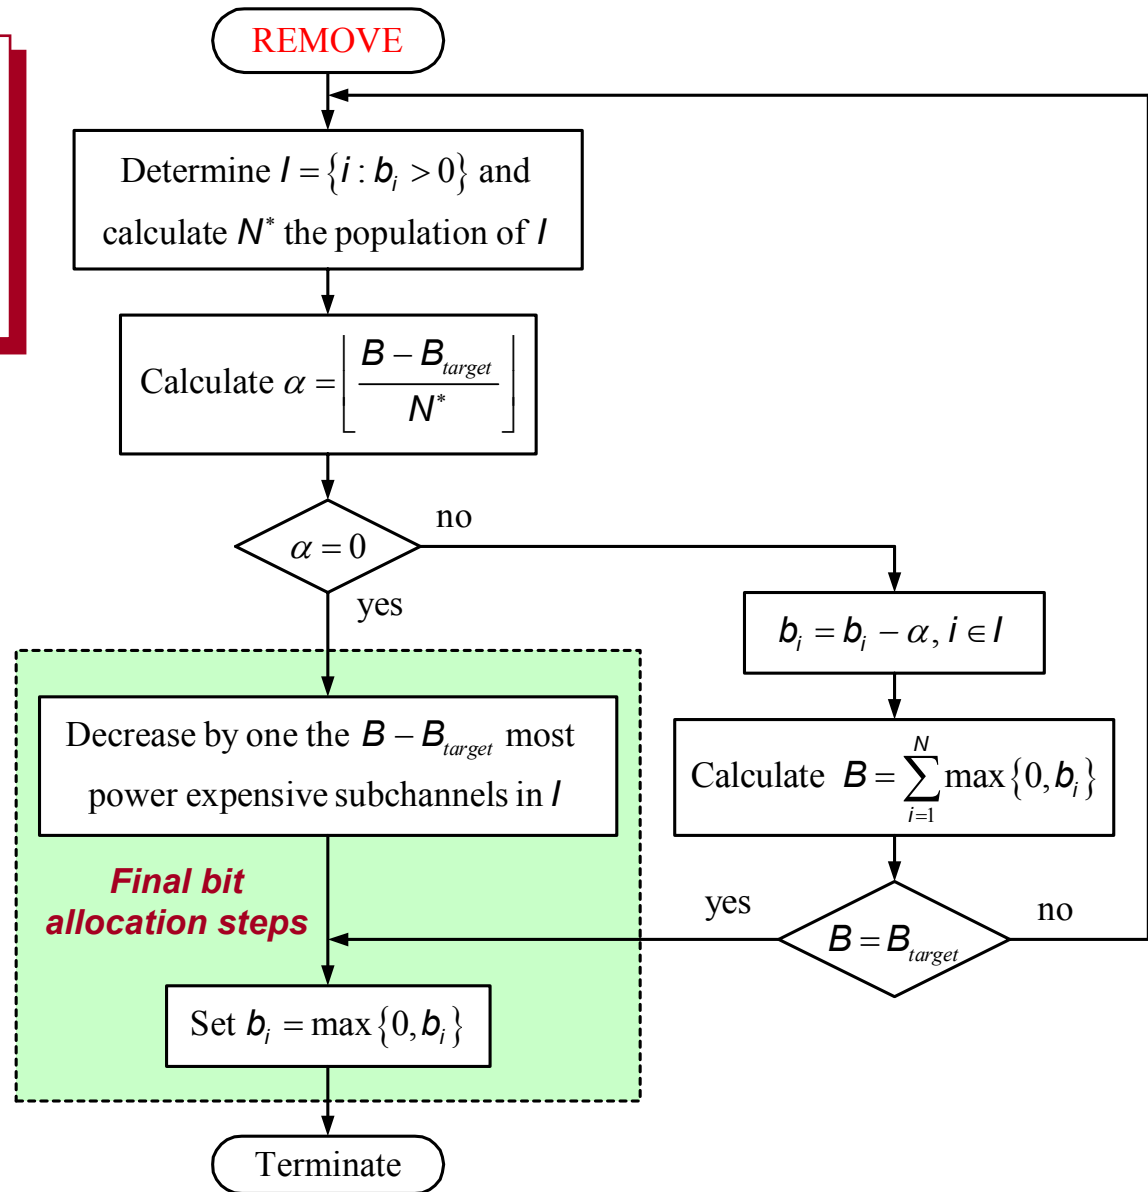 REMOVE
Determine I = {i : b_i > 0} and
calculate N* the population of I
Calculate α = ⌊(B − B_target) / N*⌋
α = 0
no
yes
b_i = b_i − α, i ∈ I
Decrease by one the B − B_target most
power expensive subchannels in I
Calculate B = ∑_{i=1}^{N} max{0, b_i}
Final bit
allocation steps
yes
no
B = B_target
Set b_i = max{0, b_i}
Terminate